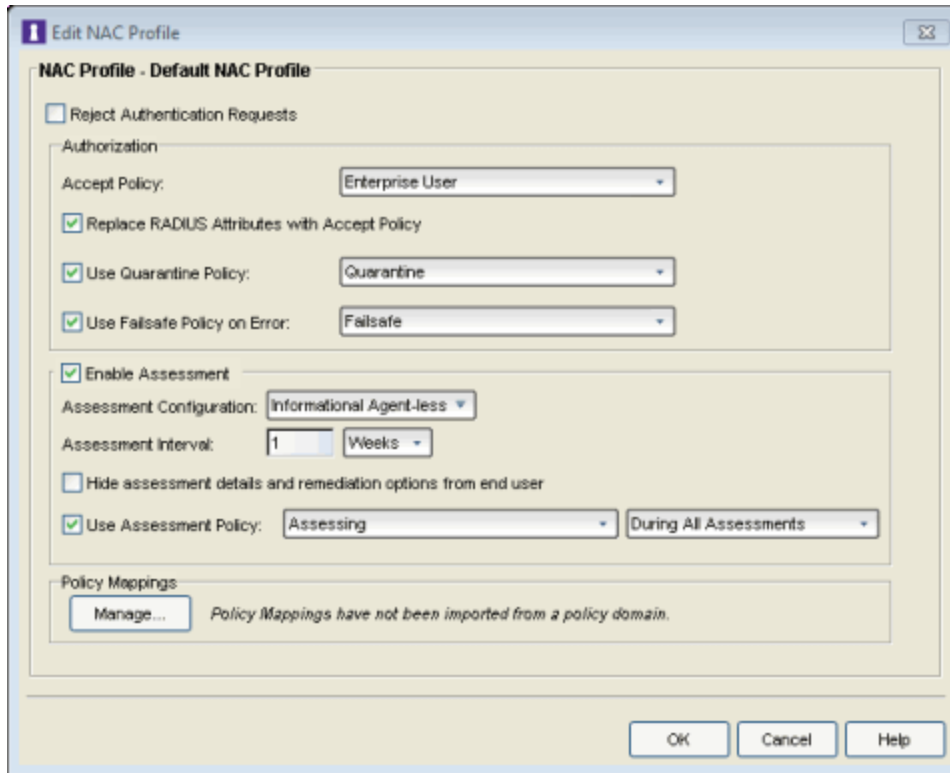 Edit NAC Profile
NAC Profile - Default NAC Profile
Reject Authentication Requests
Authorization
Accept Policy: Enterprise User
Replace RADIUS Attributes with Accept Policy
Use Quarantine Policy: Quarantine
Use Failsafe Policy on Error: Failsafe
Enable Assessment
Assessment Configuration: Informational Agent-less
Assessment Interval: 1 Weeks
Hide assessment details and remediation options from end user
Use Assessment Policy: Assessing During All Assessments
Policy Mappings
Manage... Policy Mappings have not been imported from a policy domain.
OK Cancel Help